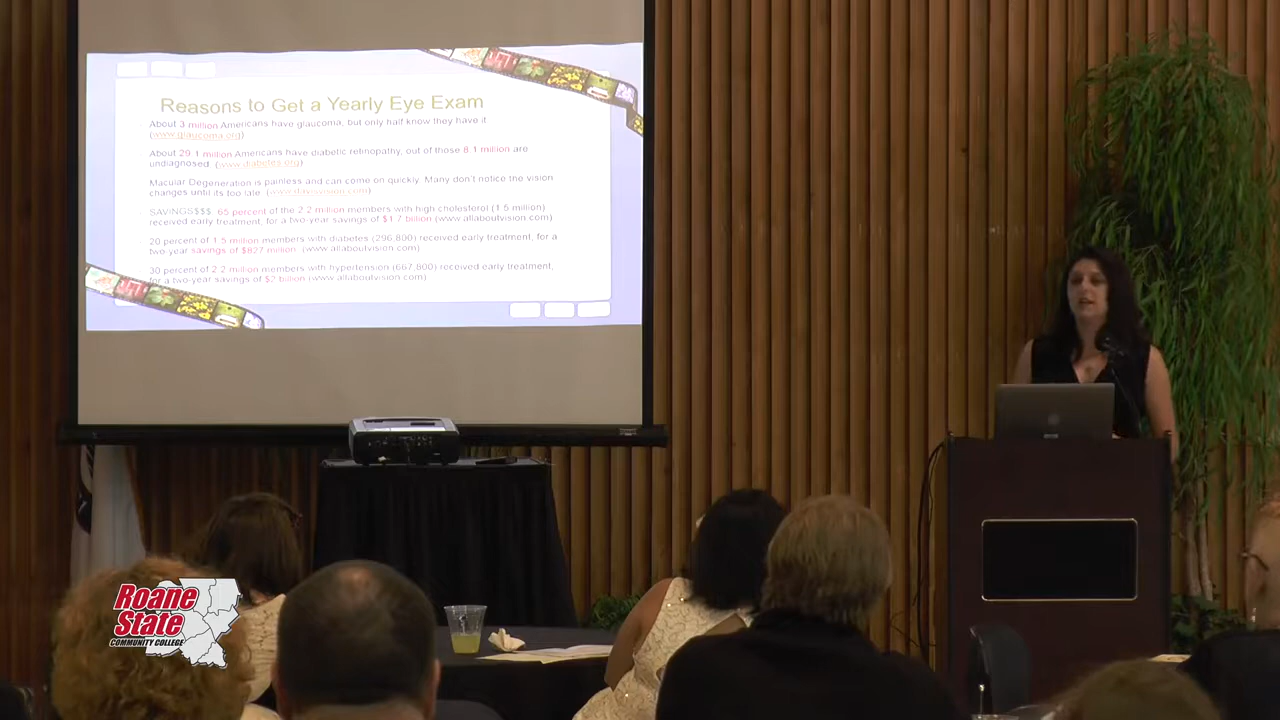 Reasons to Get a Yearly Eye Exam
About 3 million Americans have glaucoma, but only half know they have it.
(www.glaucoma.org)
About 29.1 million Americans have diabetic retinopathy, out of those 8.1 million are
undiagnosed. (www.diabetes.org)
Macular Degeneration is painless and can come on quickly. Many don't notice the vision
changes until its too late. (www.davisvision.com)
SAVINGS$$$ 65 percent of the 2.2 million members with high cholesterol (1.5 million)
received early treatment, for a two-year savings of $1.7 billion (www.allaboutvision.com)
20 percent of 1.5 million members with diabetes (296,800) received early treatment, for a
two-year savings of $827 million. (www.allaboutvision.com)
30 percent of 2.2 million members with hypertension (667,800) received early treatment,
for a two-year savings of $2 billion (www.allaboutvision.com)
Roane
State
COMMUNITY COLLEGE